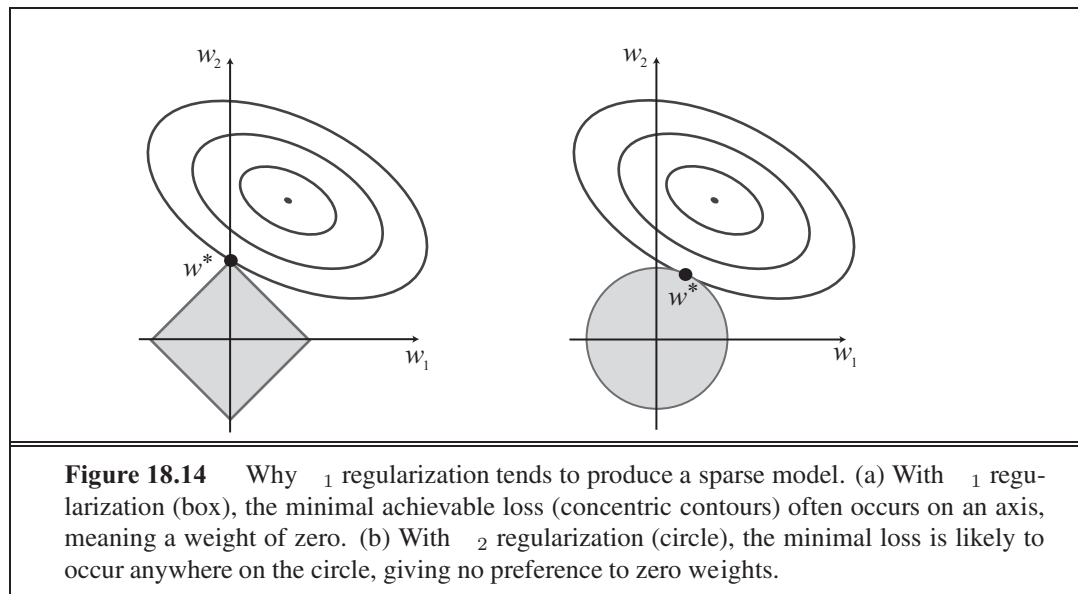 w₂ w₂
w* w*
w₁ w₁
Figure 18.14 Why ₁ regularization tends to produce a sparse model. (a) With ₁ regu-
larization (box), the minimal achievable loss (concentric contours) often occurs on an axis,
meaning a weight of zero. (b) With ₂ regularization (circle), the minimal loss is likely to
occur anywhere on the circle, giving no preference to zero weights.